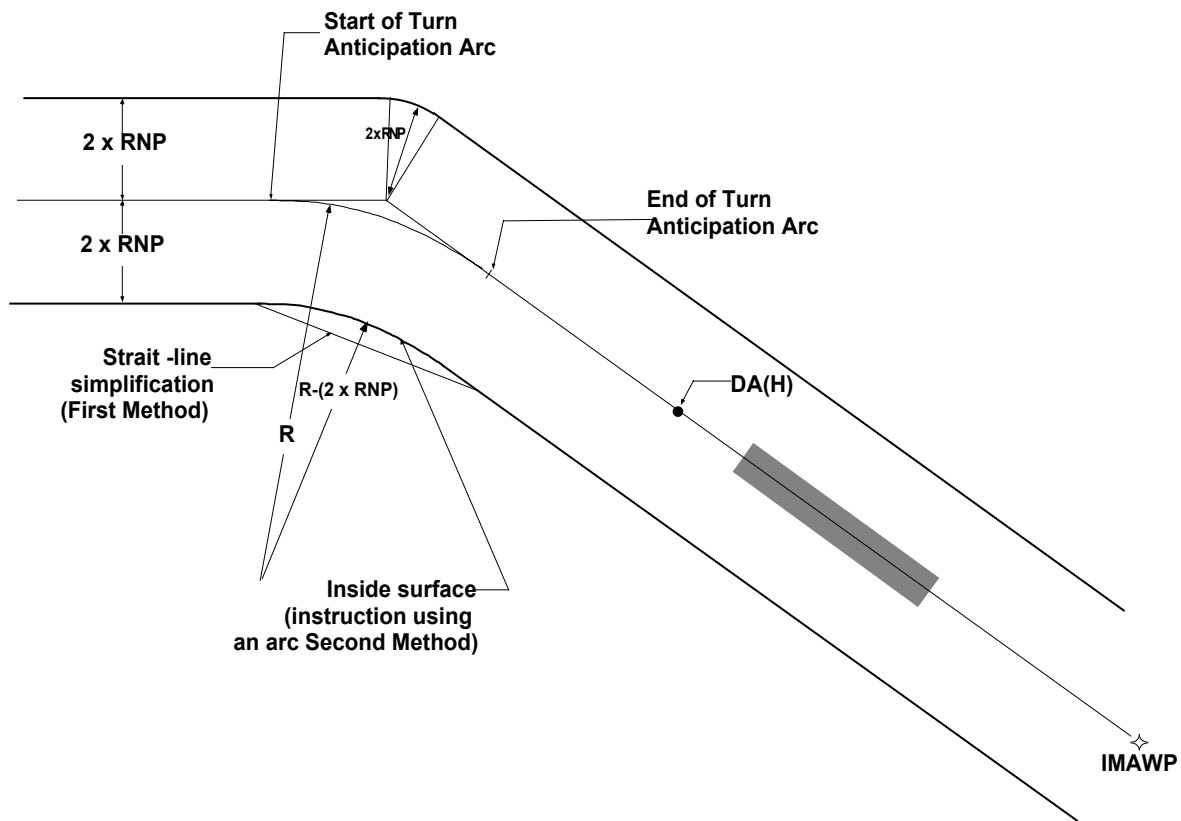 Start of Turn
Anticipation Arc
2 x RNP
2xRNP
End of Turn
Anticipation Arc
2 x RNP
Strait -line
simplification
(First Method)
R-(2 x RNP)
DA(H)
R
Inside surface
(instruction using
an arc Second Method)
IMAWP